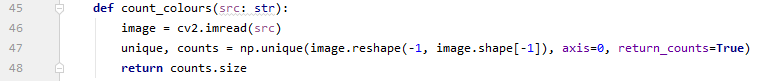 45 def count_colours(src: str):
46 image = cv2.imread(src)
47 unique, counts = np.unique(image.reshape(-1, image.shape[-1]), axis=0, return_counts=True)
48 return counts.size